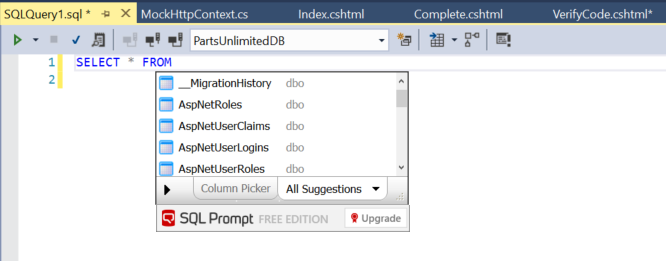 SQLQuery1.sql * MockHttpContext.cs Index.cshtml Complete.cshtml VerifyCode.cshtml*
PartsUnlimitedDB
1 SELECT * FROM
2
__MigrationHistory dbo
AspNetRoles dbo
AspNetUserClaims dbo
AspNetUserLogins dbo
AspNetUserRoles dbo
Column Picker All Suggestions
SQL Prompt FREE EDITION Upgrade